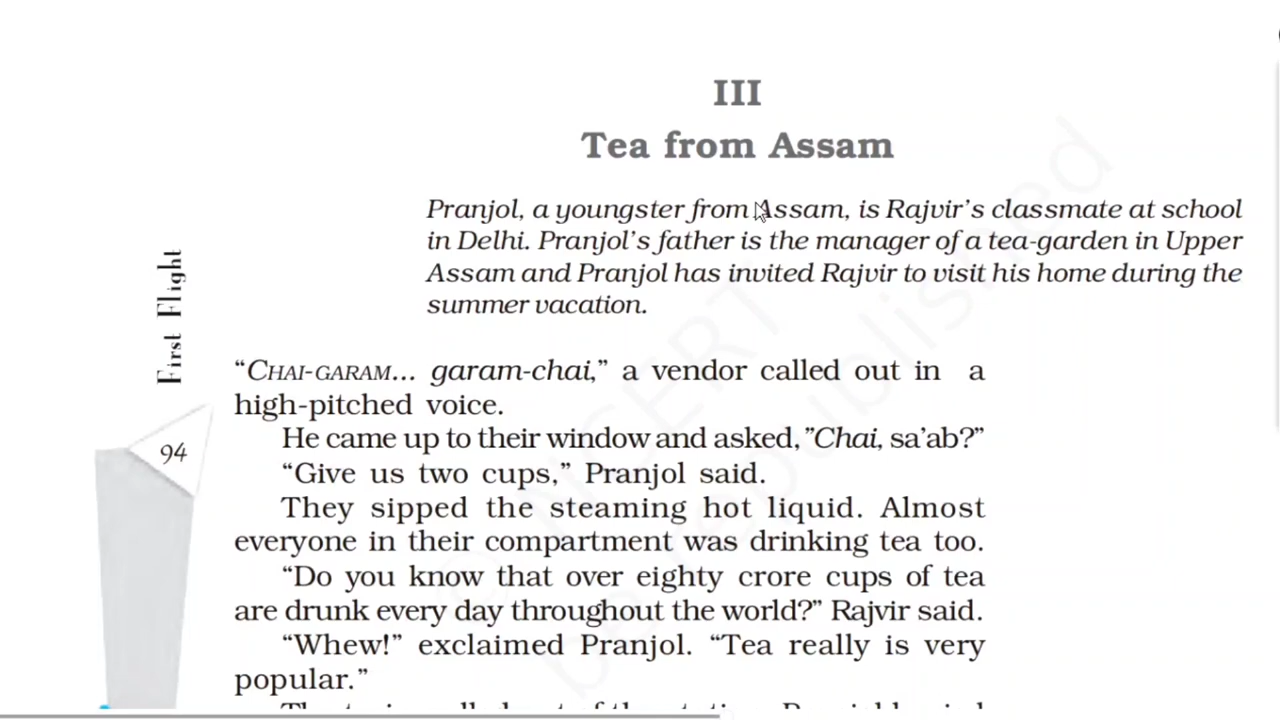 III
Tea from Assam
Pranjol, a youngster from Assam, is Rajvir’s classmate at school
in Delhi. Pranjol’s father is the manager of a tea-garden in Upper
Assam and Pranjol has invited Rajvir to visit his home during the
summer vacation.
First Flight
94
“CHAI-GARAM... garam-chai,” a vendor called out in a
high-pitched voice.
He came up to their window and asked, ”Chai, sa’ab?”
“Give us two cups,” Pranjol said.
They sipped the steaming hot liquid. Almost
everyone in their compartment was drinking tea too.
“Do you know that over eighty crore cups of tea
are drunk every day throughout the world?” Rajvir said.
“Whew!” exclaimed Pranjol. “Tea really is very
popular.”
© NCERT
be republished